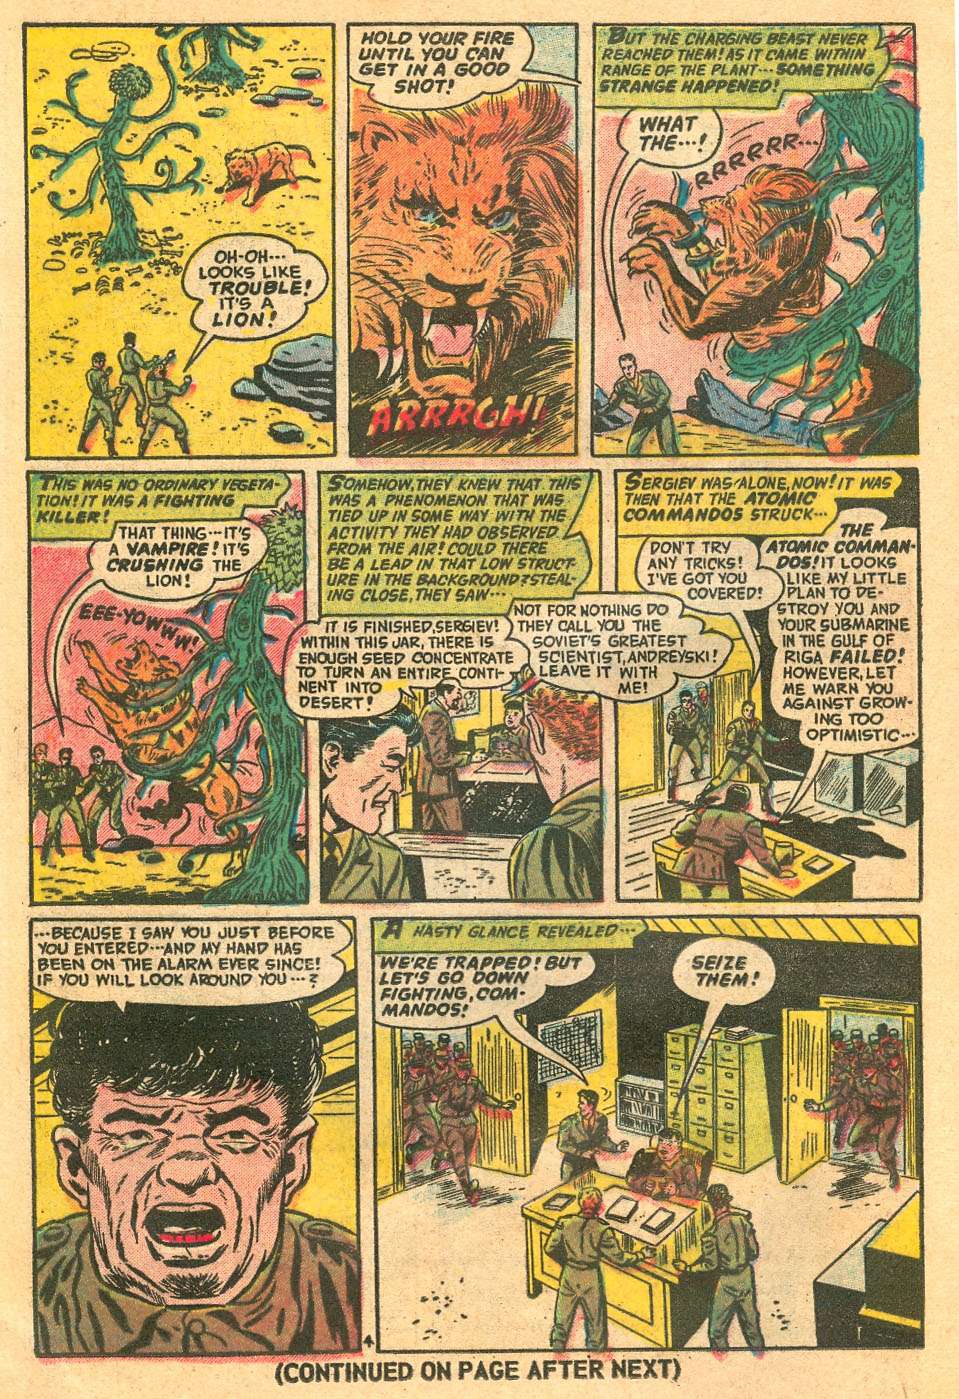 OH-OH---
LOOKS LIKE
TROUBLE!
IT'S A
LION!
HOLD YOUR FIRE
UNTIL YOU CAN
GET IN A GOOD
SHOT!
ARRRGH!
BUT THE CHARGING BEAST NEVER
REACHED THEM! AS IT CAME WITHIN
RANGE OF THE PLANT---SOMETHING
STRANGE HAPPENED!
WHAT
THE---!
RRRRRR---
THIS WAS NO ORDINARY VEGETA-
TION! IT WAS A FIGHTING
KILLER!
THAT THING---IT'S
A VAMPIRE! IT'S
CRUSHING THE
LION!
EEE-YOWWW!
SOMEHOW, THEY KNEW THAT THIS
WAS A PHENOMENON THAT WAS
TIED UP IN SOME WAY WITH THE
ACTIVITY THEY HAD OBSERVED
FROM THE AIR! COULD THERE
BE A LEAD IN THAT LOW STRUCT-
URE IN THE BACKGROUND? STEAL-
ING CLOSE, THEY SAW---
IT IS FINISHED, SERGIEV!
WITHIN THIS JAR, THERE IS
ENOUGH SEED CONCENTRATE
TO TURN AN ENTIRE CONTI-
NENT INTO
DESERT!
NOT FOR NOTHING DO
THEY CALL YOU THE
SOVIET'S GREATEST
SCIENTIST, ANDREYSKI!
LEAVE IT WITH
ME!
SERGIEV WAS ALONE, NOW! IT WAS
THEN THAT THE ATOMIC
COMMANDOS STRUCK---
DON'T TRY
ANY TRICKS!
I'VE GOT YOU
COVERED!
THE
ATOMIC COMMAN-
DOS! IT LOOKS
LIKE MY LITTLE
PLAN TO DE-
STROY YOU AND
YOUR SUBMARINE
IN THE GULF OF
RIGA FAILED!
HOWEVER, LET
ME WARN YOU
AGAINST GROW-
ING TOO
OPTIMISTIC---
---BECAUSE I SAW YOU JUST BEFORE
YOU ENTERED---AND MY HAND HAS
BEEN ON THE ALARM EVER SINCE!
IF YOU WILL LOOK AROUND YOU---?
A HASTY GLANCE REVEALED---
WE'RE TRAPPED! BUT
LET'S GO DOWN
FIGHTING, COM-
MANDOS!
SEIZE
THEM!
4
(CONTINUED ON PAGE AFTER NEXT)